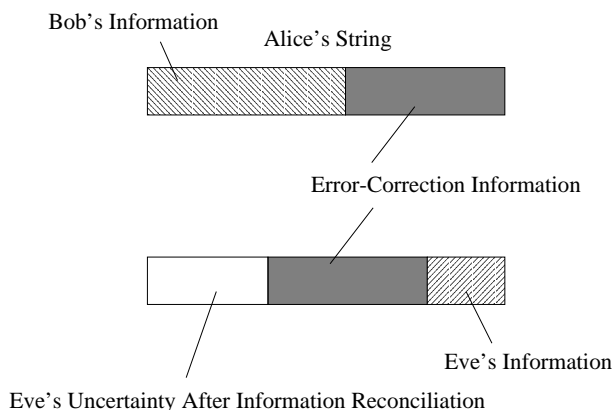 Bob's Information
Alice's String
Error-Correction Information
Eve's Information
Eve's Uncertainty After Information Reconciliation